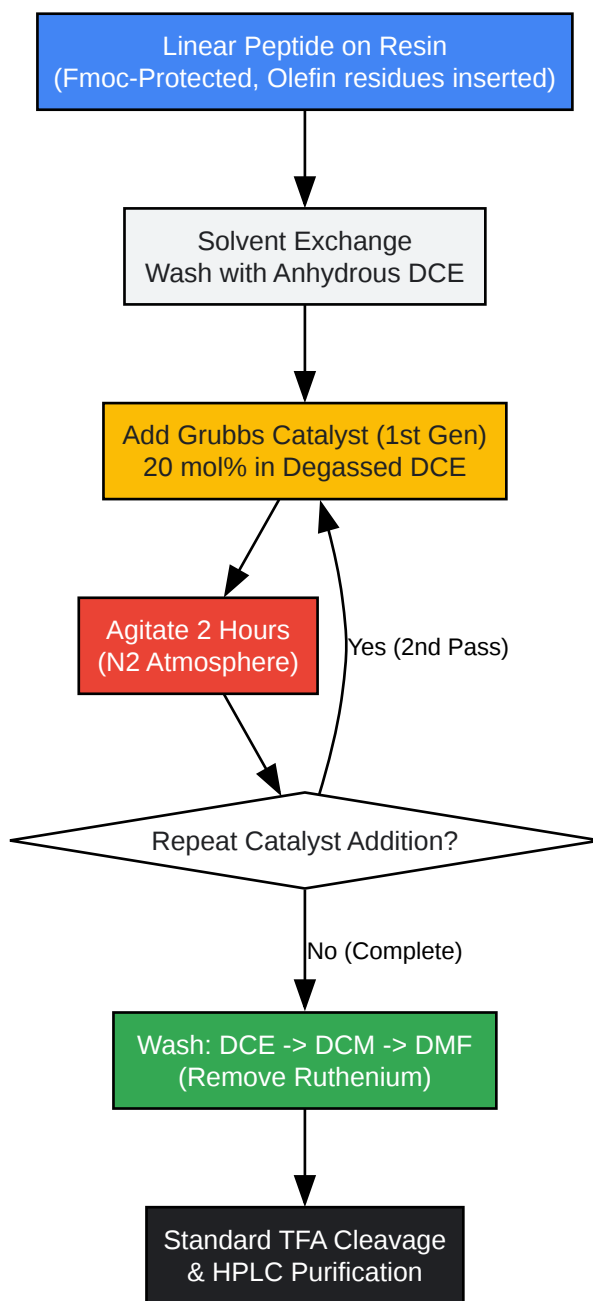 Linear Peptide on Resin
(Fmoc-Protected, Olefin residues inserted)
Solvent Exchange
Wash with Anhydrous DCE
Add Grubbs Catalyst (1st Gen)
20 mol% in Degassed DCE
Agitate 2 Hours
(N2 Atmosphere)
Yes (2nd Pass)
Repeat Catalyst Addition?
No (Complete)
Wash: DCE -> DCM -> DMF
(Remove Ruthenium)
Standard TFA Cleavage
& HPLC Purification